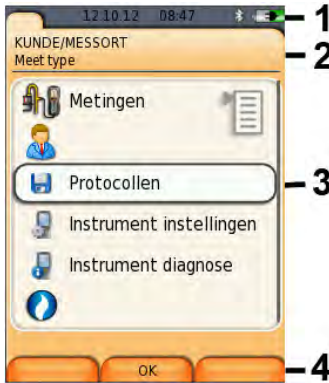 12.10.12 08:47
1
KUNDE/MESSORT
2
Meet type
Metingen
Protocollen
3
Instrument instellingen
Instrument diagnose
OK
4